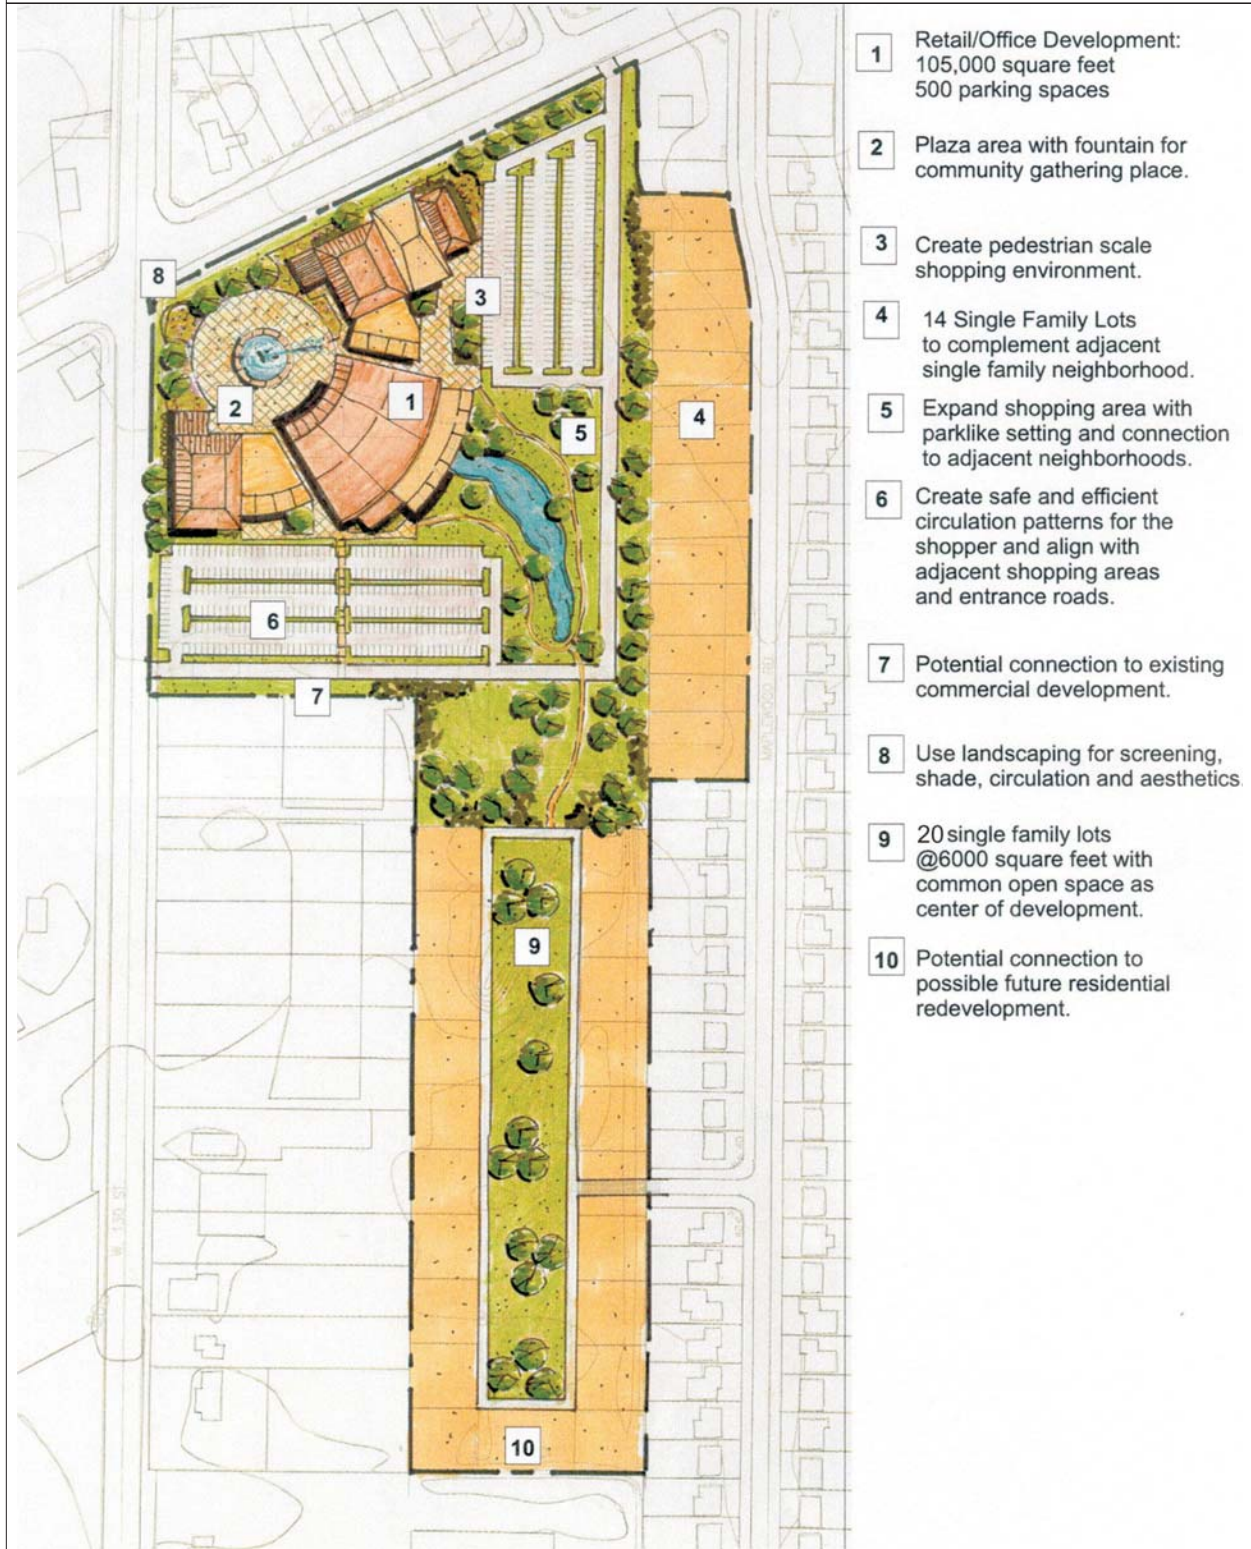 1
Retail/Office Development:
105,000 square feet
500 parking spaces
2
Plaza area with fountain for
community gathering place.
3
Create pedestrian scale
shopping environment.
4
14 Single Family Lots
to complement adjacent
single family neighborhood.
5
Expand shopping area with
parklike setting and connection
to adjacent neighborhoods.
6
Create safe and efficient
circulation patterns for the
shopper and align with
adjacent shopping areas
and entrance roads.
7
Potential connection to existing
commercial development.
8
Use landscaping for screening,
shade, circulation and aesthetics.
9
20 single family lots
@6000 square feet with
common open space as
center of development.
10
Potential connection to
possible future residential
redevelopment.
8
3
2
1
4
5
6
7
9
10
W. 130 ST.
MAPLEWOOD RD.